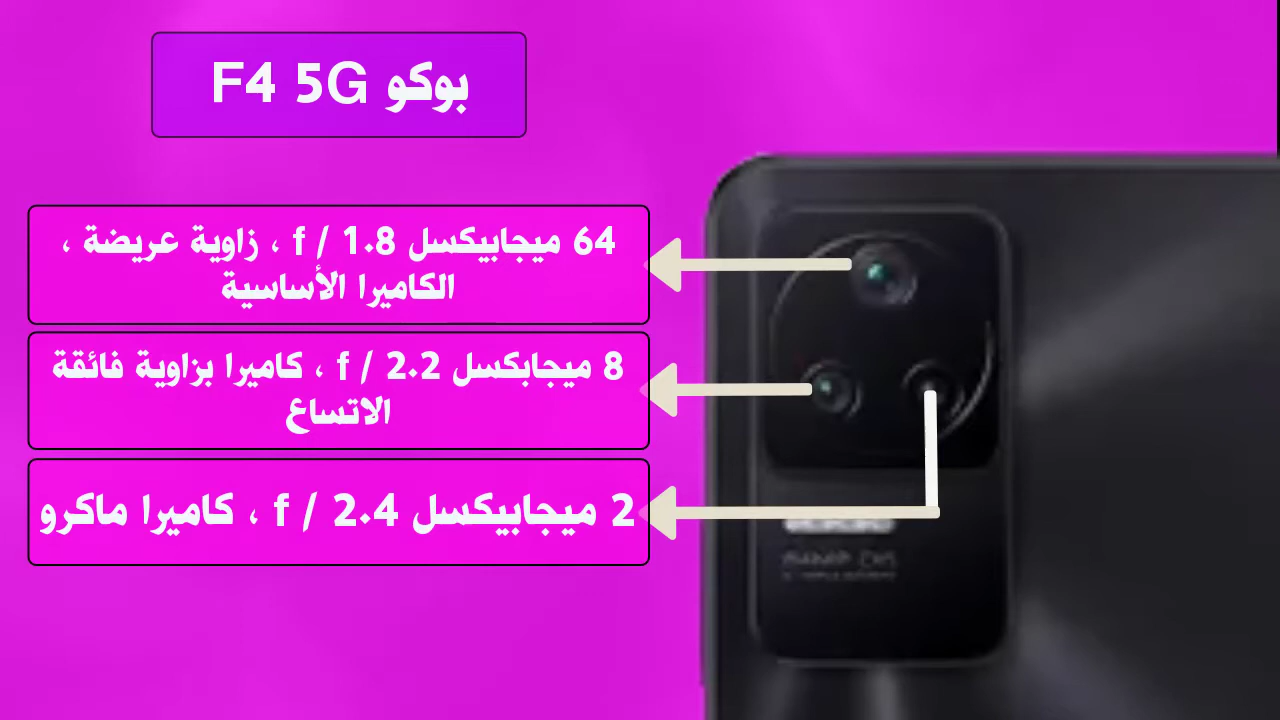 بوكو F4 5G
64 ميجابيكسل f / 1.8 ، زاوية عريضة ،
الكاميرا الأساسية
8 ميجابكسل f / 2.2 ، كاميرا بزاوية فائقة
الاتساع
2 ميجابيكسل f / 2.4 ، كاميرا ماكرو